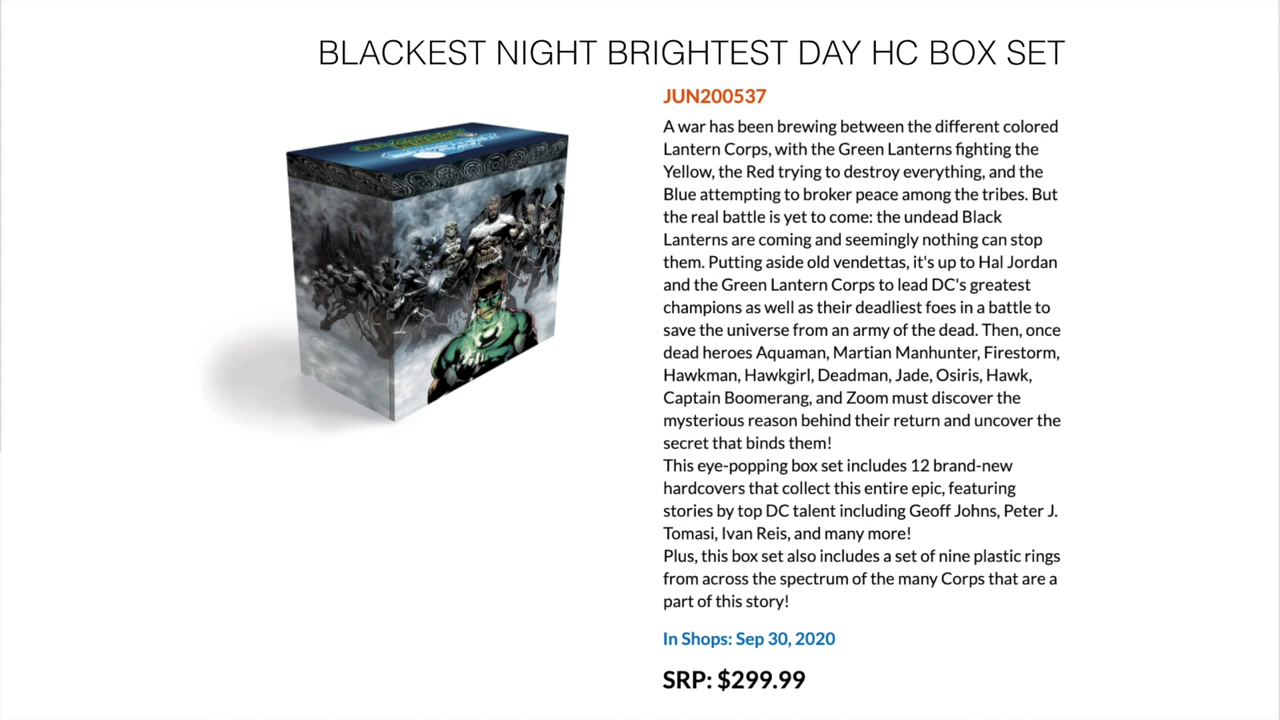 BLACKEST NIGHT BRIGHTEST DAY HC BOX SET
JUN200537
A war has been brewing between the different colored
Lantern Corps, with the Green Lanterns fighting the
Yellow, the Red trying to destroy everything, and the
Blue attempting to broker peace among the tribes. But
the real battle is yet to come: the undead Black
Lanterns are coming and seemingly nothing can stop
them. Putting aside old vendettas, it's up to Hal Jordan
and the Green Lantern Corps to lead DC's greatest
champions as well as their deadliest foes in a battle to
save the universe from an army of the dead. Then, once
dead heroes Aquaman, Martian Manhunter, Firestorm,
Hawkman, Hawkgirl, Deadman, Jade, Osiris, Hawk,
Captain Boomerang, and Zoom must discover the
mysterious reason behind their return and uncover the
secret that binds them!
This eye-popping box set includes 12 brand-new
hardcovers that collect this entire epic, featuring
stories by top DC talent including Geoff Johns, Peter J.
Tomasi, Ivan Reis, and many more!
Plus, this box set also includes a set of nine plastic rings
from across the spectrum of the many Corps that are a
part of this story!
In Shops: Sep 30, 2020
SRP: $299.99